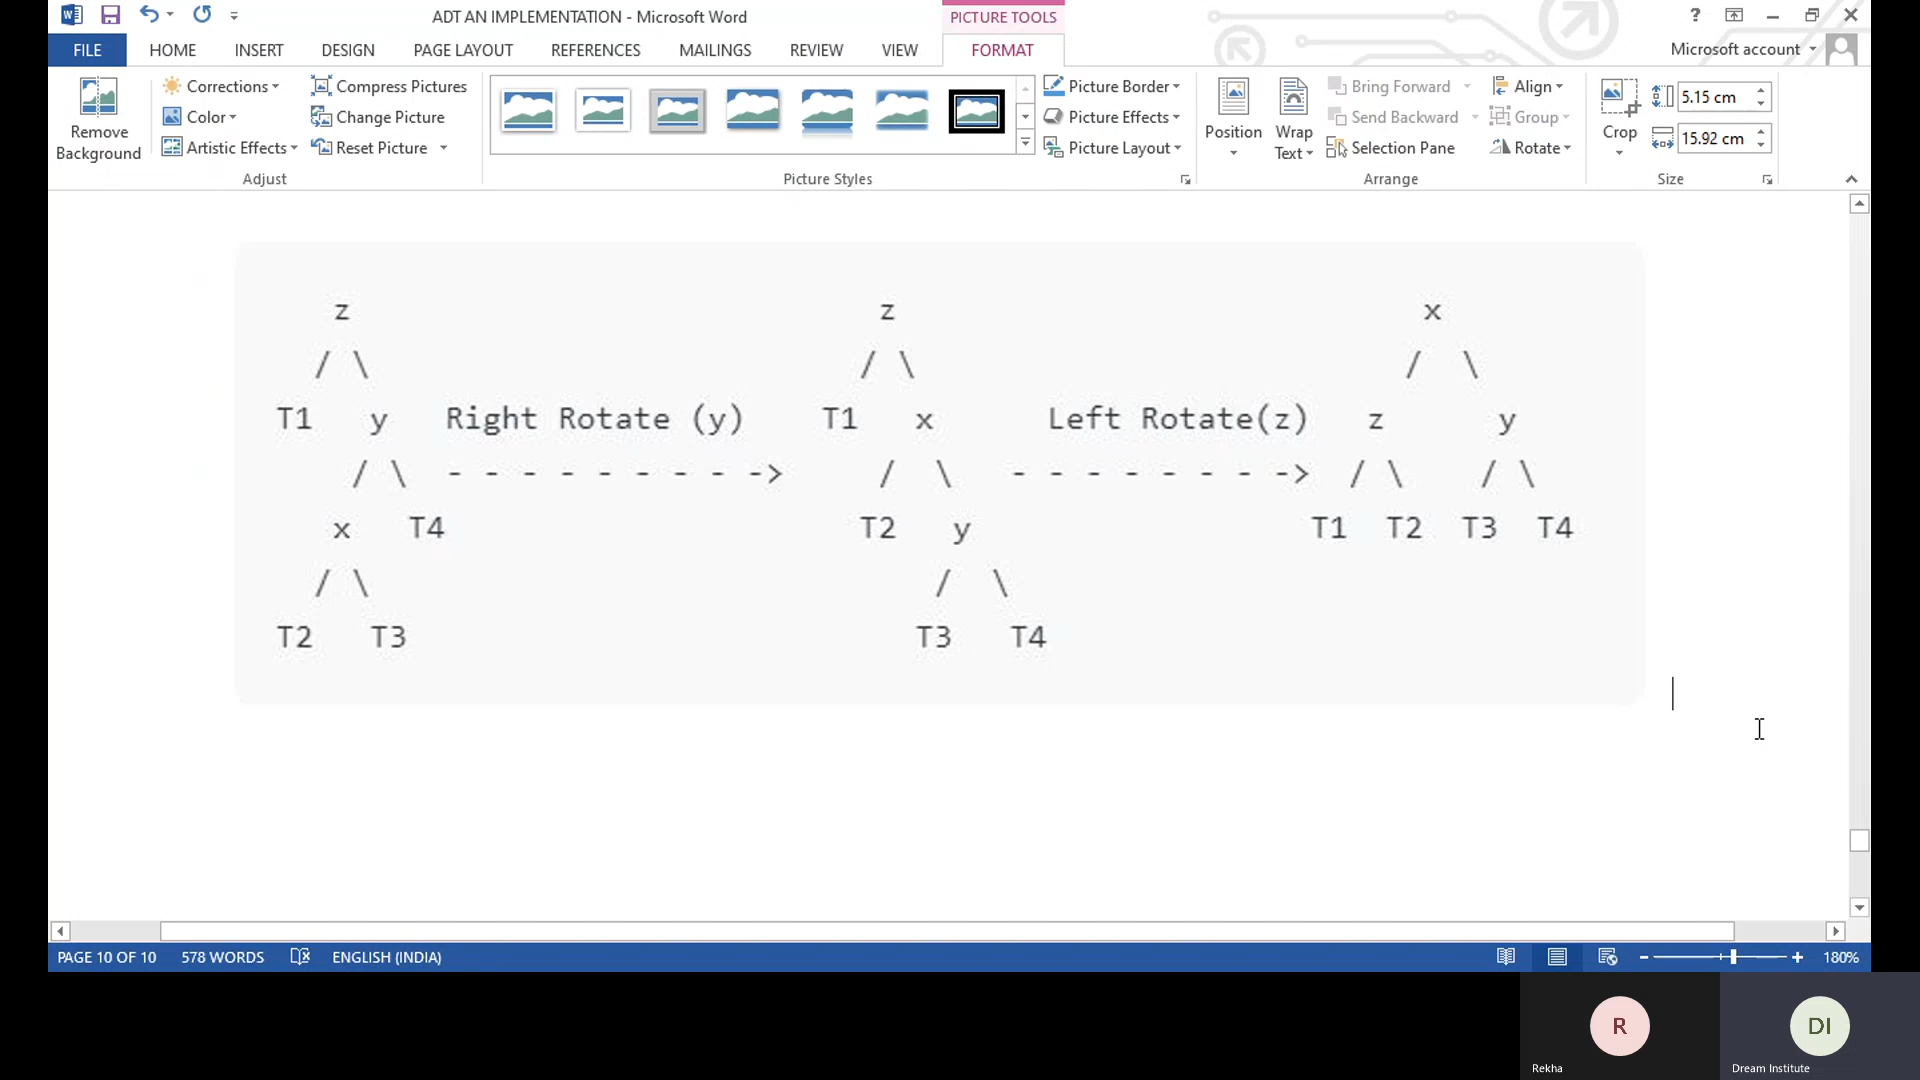 ADT AN IMPLEMENTATION - Microsoft Word
PICTURE TOOLS
?
FILE HOME INSERT DESIGN PAGE LAYOUT REFERENCES MAILINGS REVIEW VIEW FORMAT
Microsoft account
Remove Background
Corrections
Color
Artistic Effects
Compress Pictures
Change Picture
Reset Picture
Adjust
Picture Border
Picture Effects
Picture Layout
Picture Styles
Position
Wrap Text
Bring Forward
Send Backward
Selection Pane
Align
Group
Rotate
Arrange
Crop
5.15 cm
15.92 cm
Size
z z x
/ \ / \ / \
T1 y Right Rotate (y) T1 x Left Rotate(z) z y
/ \ - - - - - - - - -> / \ - - - - - - - -> / \ / \
x T4 T2 y T1 T2 T3 T4
/ \ / \
T2 T3 T3 T4
PAGE 10 OF 10 578 WORDS ENGLISH (INDIA)
180%
R
Rekha
DI
Dream Institute